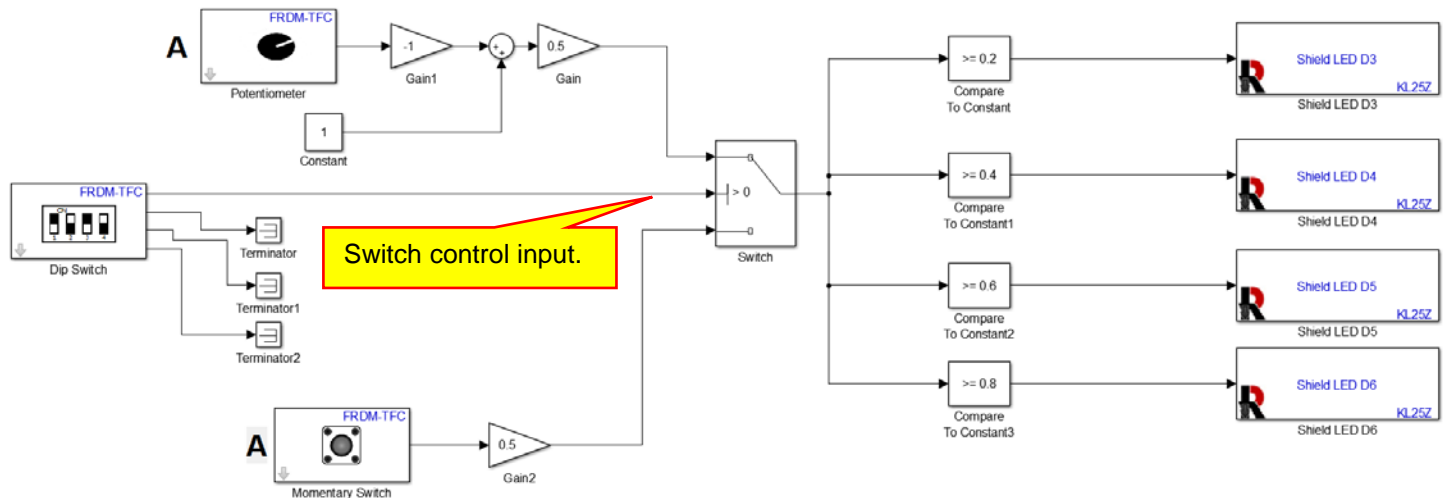 FRDM-TFC
A
Potentiometer
-1
Gain1
+
+
0.5
Gain
1
Constant
FRDM-TFC
ON
1 2 3 4
Dip Switch
Terminator
Terminator1
Terminator2
Switch control input.
> 0
Switch
FRDM-TFC
A
Momentary Switch
0.5
Gain2
>= 0.2
Compare
To Constant
Shield LED D3
KL25Z
Shield LED D3
>= 0.4
Compare
To Constant1
Shield LED D4
KL25Z
Shield LED D4
>= 0.6
Compare
To Constant2
Shield LED D5
KL25Z
Shield LED D5
>= 0.8
Compare
To Constant3
Shield LED D6
KL25Z
Shield LED D6